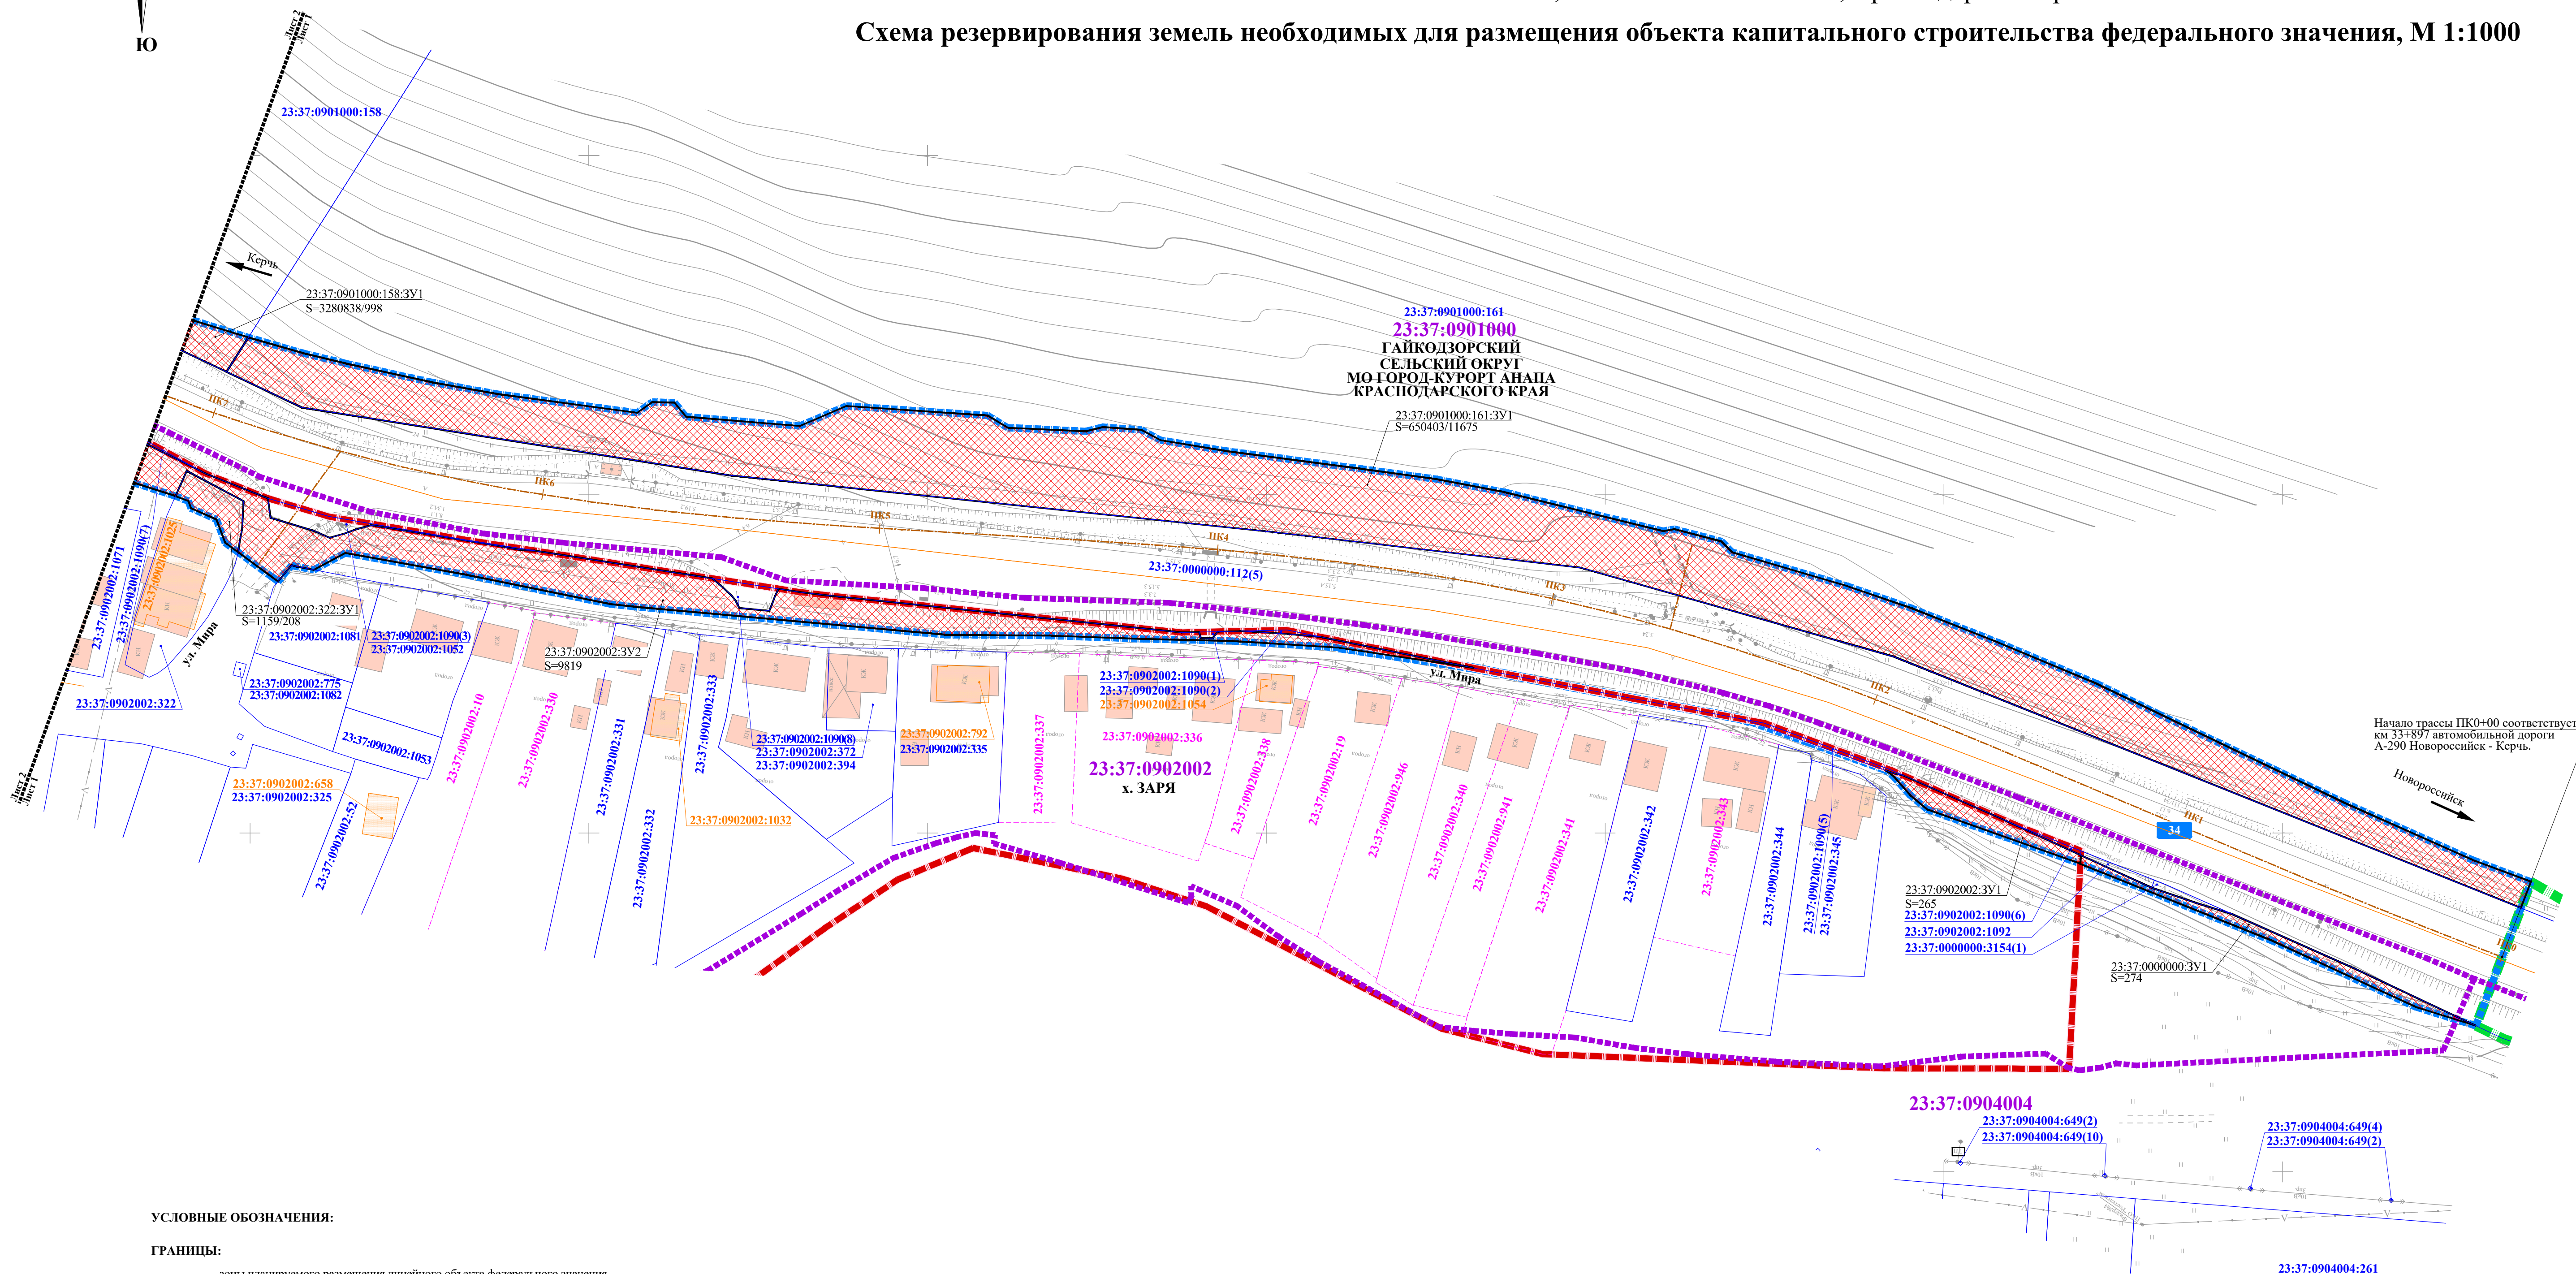 Ю
Схема резервирования земель необходимых для размещения объекта капитального строительства федерального значения, М 1:1000
Лист 2
Лист 1
23:37:0901000:158
Керчь
23:37:0901000:158:ЗУ1
S=3280838/998
23:37:0901000:161
23:37:0901000
ГАЙКОДЗОРСКИЙ
СЕЛЬСКИЙ ОКРУГ
МО ГОРОД-КУРОРТ АНАПА
КРАСНОДАРСКОГО КРАЯ
23:37:0901000:161:ЗУ1
S=650403/11675
ПК7
ПК6
ПК5
ПК4
ПК3
ПК2
ПК1
ПК0
23:37:0000000:112(5)
23:37:0902002:1071
23:37:0902002:1090(7)
23:37:0902002:1025
ул. Мира
23:37:0902002:322:ЗУ1
S=1159/208
23:37:0902002:1081
23:37:0902002:1090(3)
23:37:0902002:1052
23:37:0902002:775
23:37:0902002:1082
23:37:0902002:322
23:37:0902002:1053
23:37:0902002:658
23:37:0902002:325
23:37:0902002:52
23:37:0902002:10
23:37:0902002:330
23:37:0902002:ЗУ2
S=9819
23:37:0902002:331
23:37:0902002:332
23:37:0902002:333
23:37:0902002:1032
23:37:0902002:1090(8)
23:37:0902002:372
23:37:0902002:394
23:37:0902002:792
23:37:0902002:335
23:37:0902002:337
23:37:0902002:1090(1)
23:37:0902002:1090(2)
23:37:0902002:1054
23:37:0902002:336
23:37:0902002
х. ЗАРЯ
23:37:0902002:338
23:37:0902002:19
23:37:0902002:946
ул. Мира
23:37:0902002:340
23:37:0902002:941
23:37:0902002:341
23:37:0902002:342
23:37:0902002:343
23:37:0902002:344
23:37:0902002:1090(5)
23:37:0902002:345
23:37:0902002:ЗУ1
S=265
23:37:0902002:1090(6)
23:37:0902002:1092
23:37:0000000:3154(1)
23:37:0000000:ЗУ1
S=274
34
Начало трассы ПК0+00 соответствует
км 33+897 автомобильной дороги
А-290 Новороссийск - Керчь.
Новороссийск
Лист 2
Лист 1
23:37:0904004
23:37:0904004:649(2)
23:37:0904004:649(10)
23:37:0904004:649(4)
23:37:0904004:649(2)
23:37:0904004:261
УСЛОВНЫЕ ОБОЗНАЧЕНИЯ:
ГРАНИЦЫ:
зоны планируемого размещения линейного объекта федерального значения